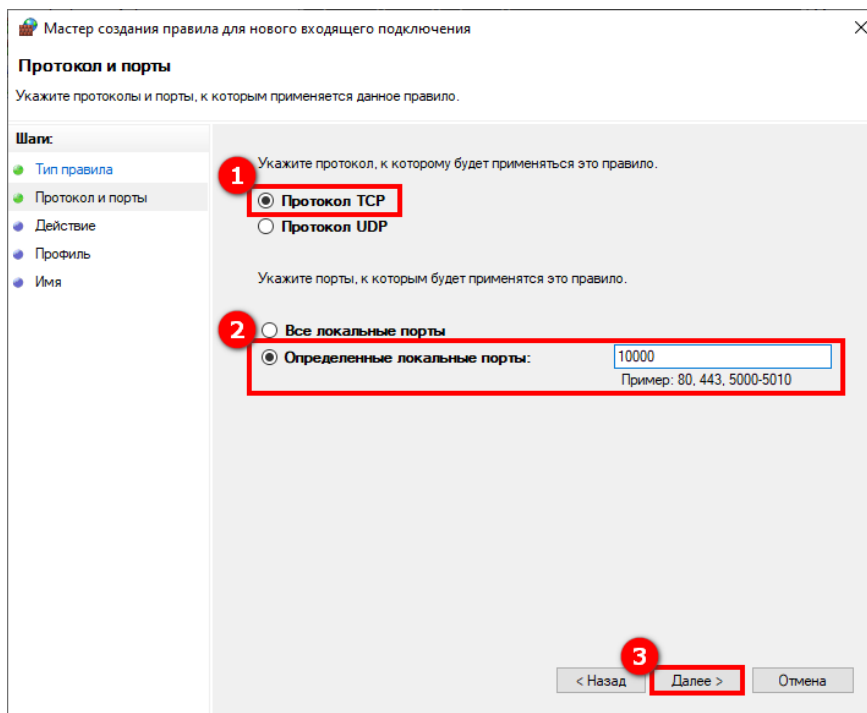 Мастер создания правила для нового входящего подключения
Протокол и порты
Укажите протоколы и порты, к которым применяется данное правило.
Шаги:
Тип правила
Протокол и порты
Действие
Профиль
Имя
Укажите протокол, к которому будет применяться это правило.
1
Протокол TCP
Протокол UDP
Укажите порты, к которым будет применятся это правило.
2
Все локальные порты
Определенные локальные порты:
10000
Пример: 80, 443, 5000-5010
3
< Назад
Далее >
Отмена